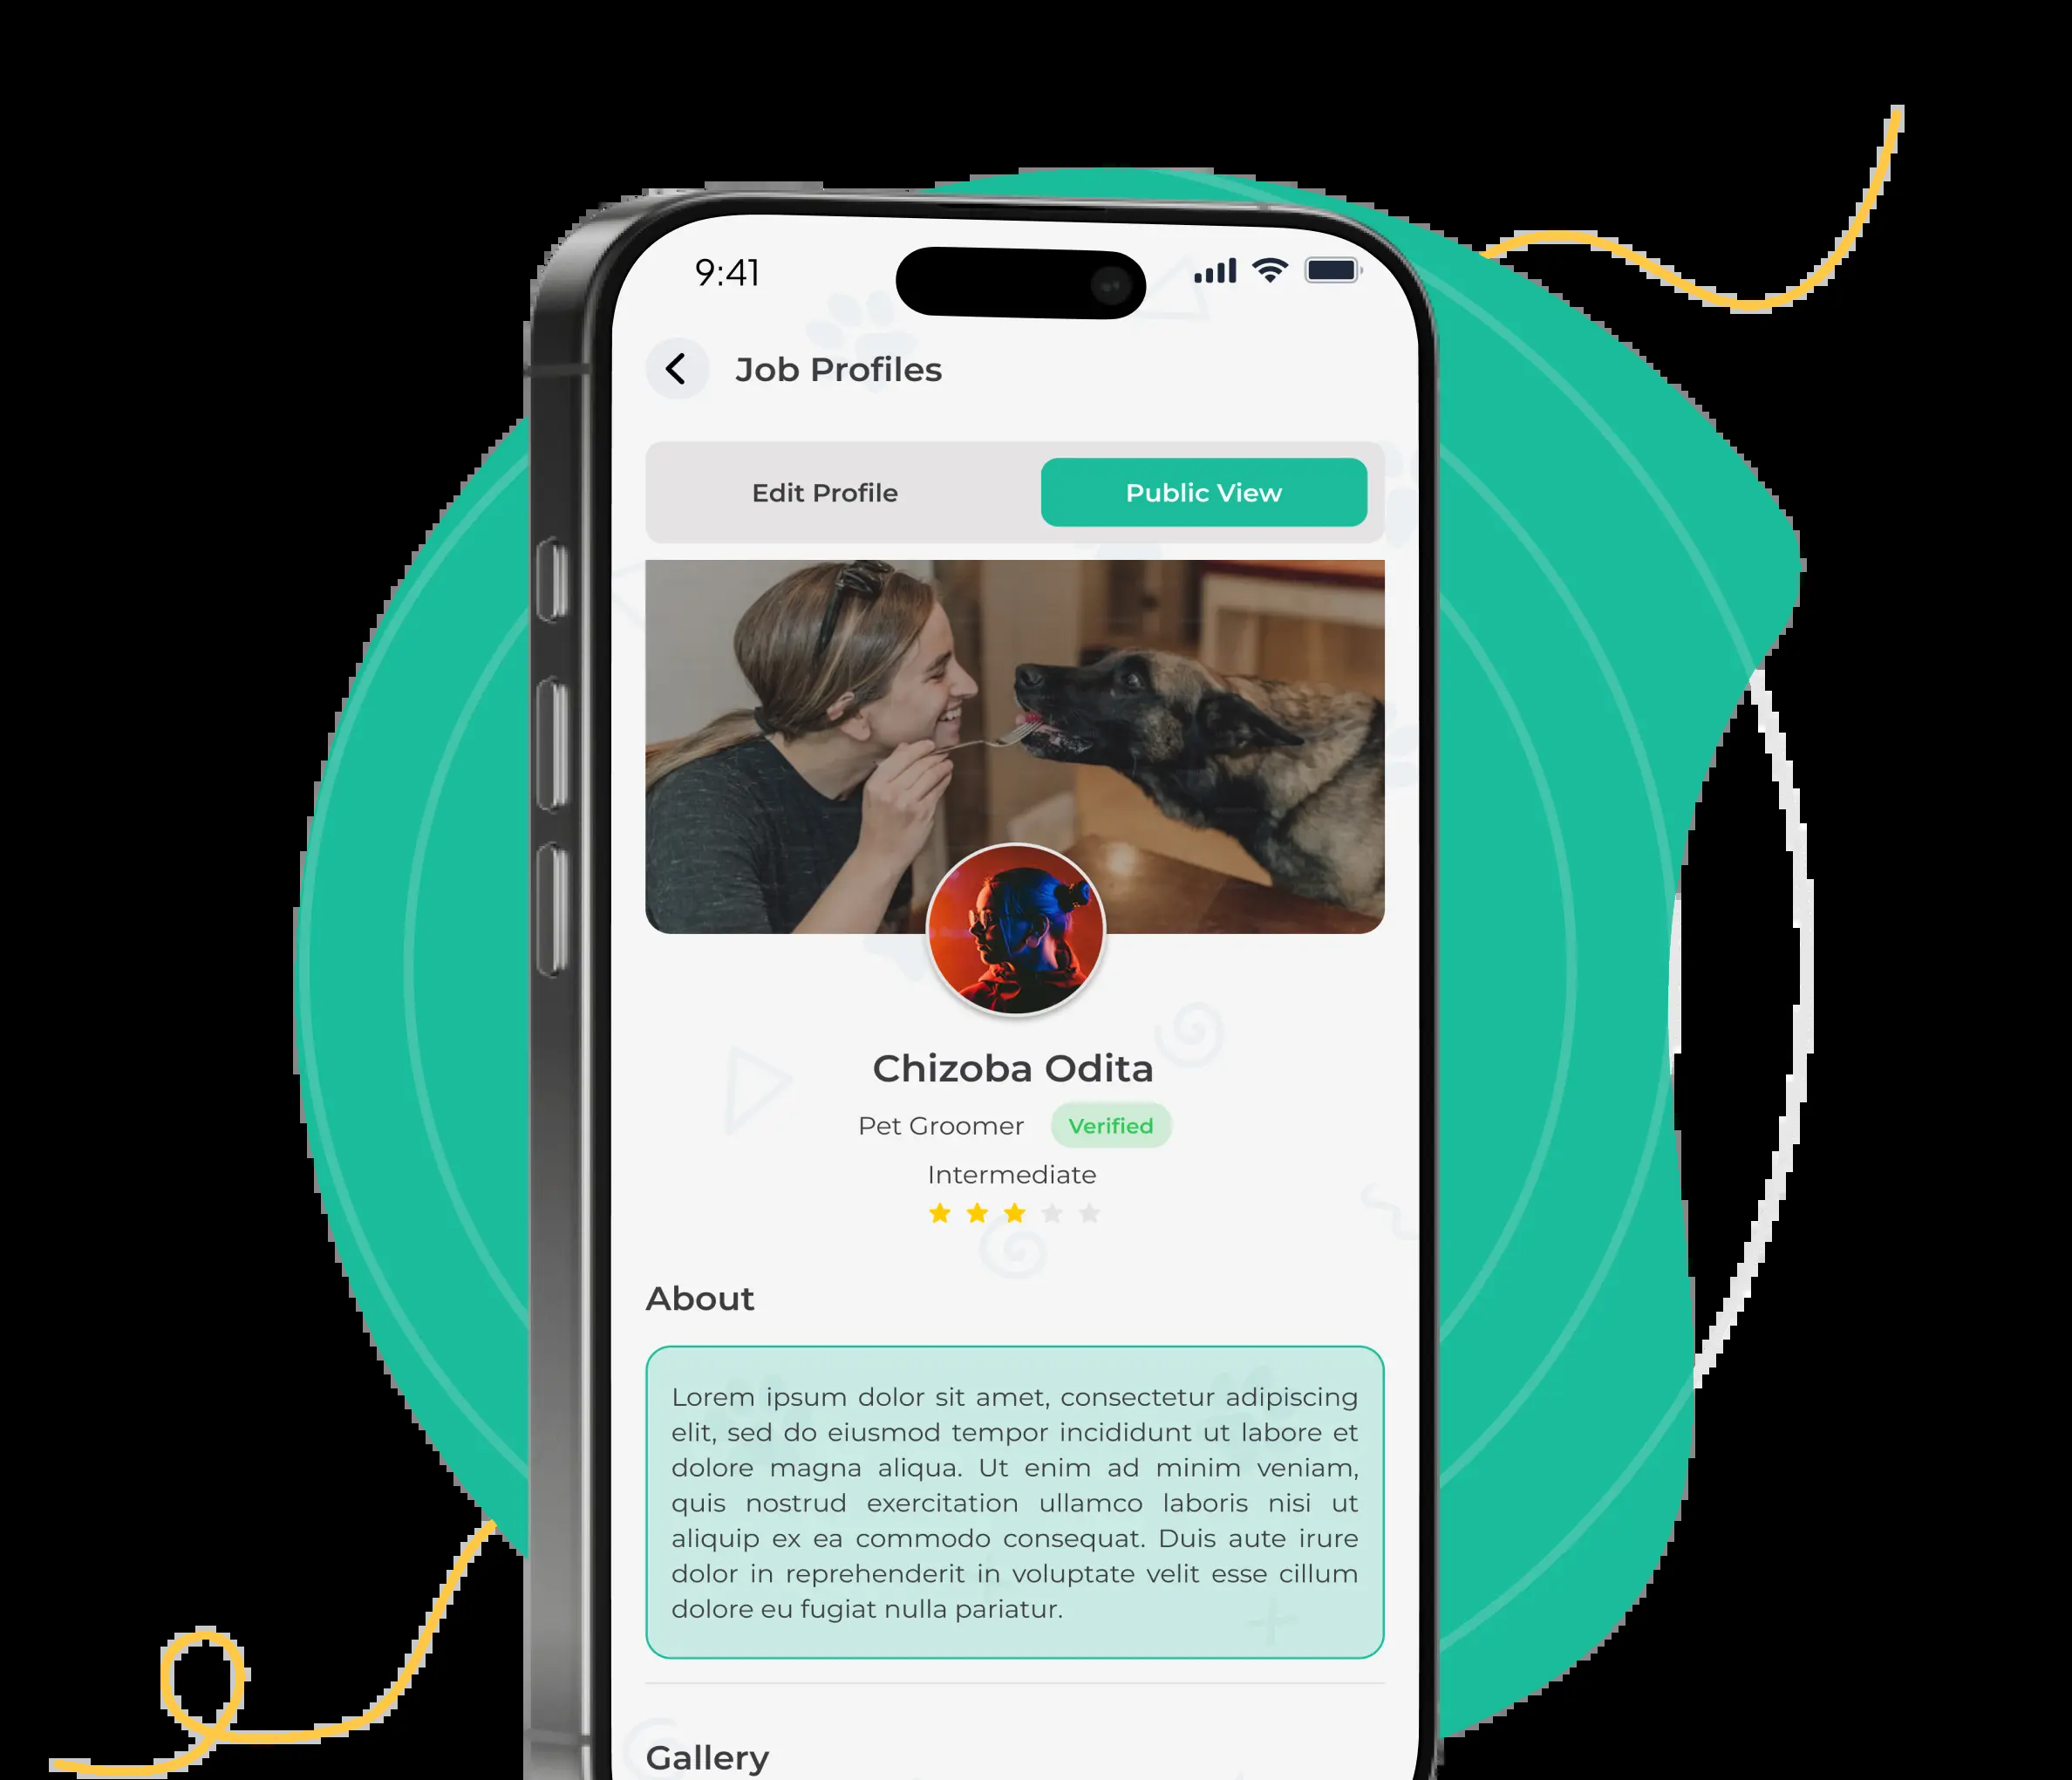 9:41
Job Profiles
Edit Profile
Public View
Chizoba Odita
Pet Groomer
Verified
Intermediate
About
Lorem ipsum dolor sit amet, consectetur adipiscing
elit, sed do eiusmod tempor incididunt ut labore et
dolore magna aliqua. Ut enim ad minim veniam,
quis nostrud exercitation ullamco laboris nisi ut
aliquip ex ea commodo consequat. Duis aute irure
dolor in reprehenderit in voluptate velit esse cillum
dolore eu fugiat nulla pariatur.
Gallery